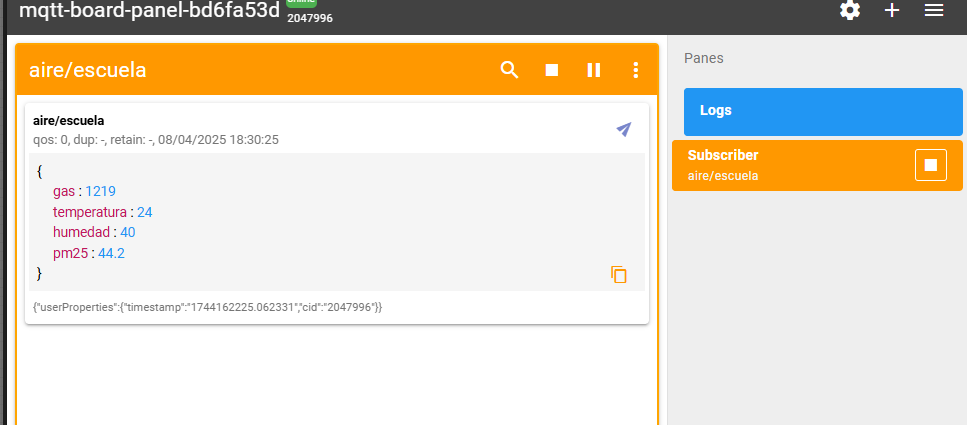 mqtt-board-panel-bd6fa53d
2047996
aire/escuela
aire/escuela
qos: 0, dup: -, retain: -, 08/04/2025 18:30:25
{
gas : 1219
temperatura : 24
humedad : 40
pm25 : 44.2
}
{"userProperties":{"timestamp":"1744162225.062331","cid":"2047996"}}
Panes
Logs
Subscriber
aire/escuela